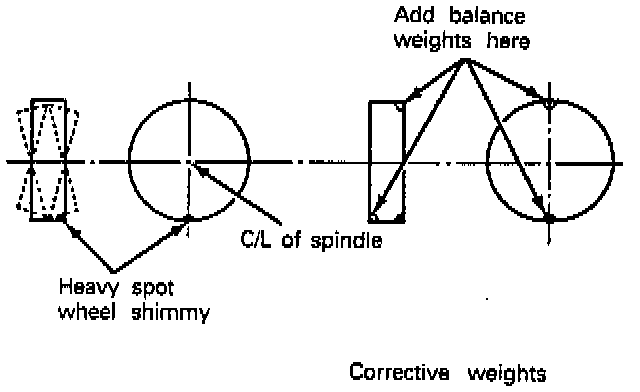 Add balance
weights here
C/L of spindle
Heavy spot
wheel shimmy
Corrective weights